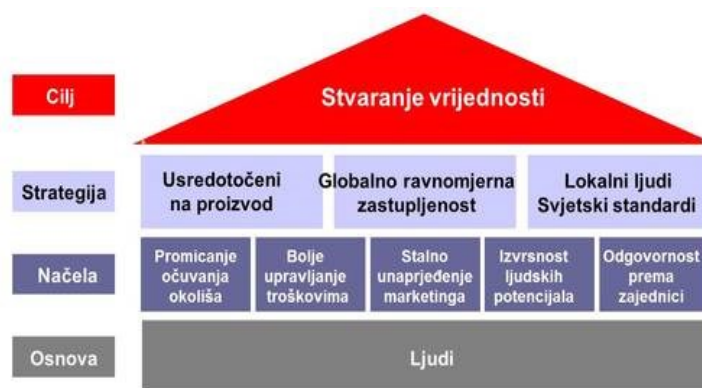 Cilj
Stvaranje vrijednosti
Strategija
Usredotočeni
na proizvod
Globalno ravnomjerna
zastupljenost
Lokalni ljudi
Svjetski standardi
Načela
Promicanje
očuvanja
okoliša
Bolje
upravljanje
troškovima
Stalno
unaprjeđenje
marketinga
Izvrsnost
ljudskih
potencijala
Odgovornost
prema
zajednici
Osnova
Ljudi